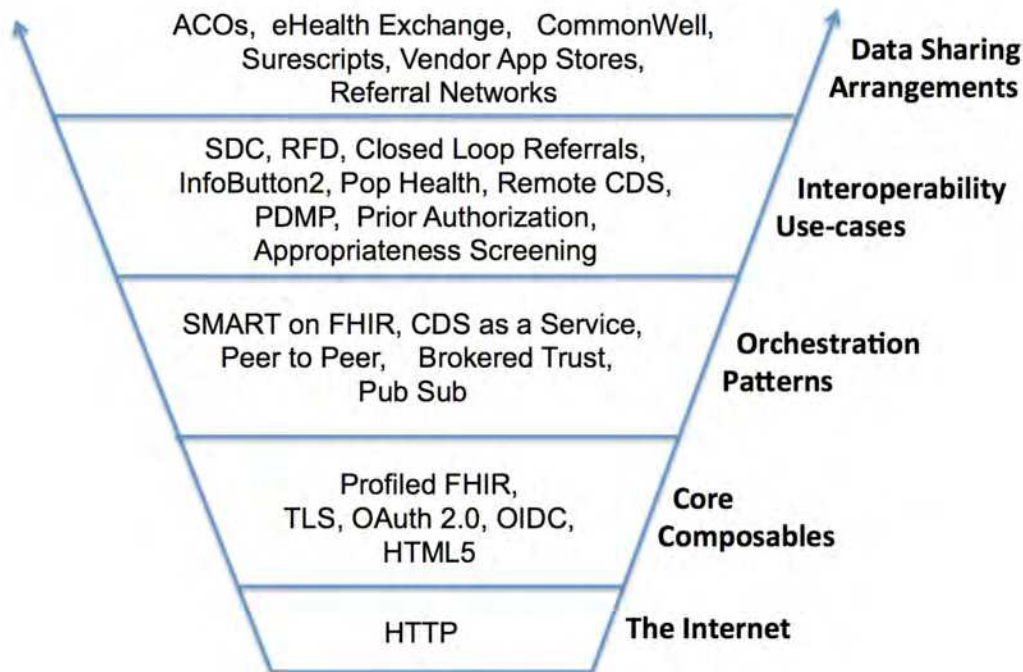 ACOs, eHealth Exchange, CommonWell,
Surescripts, Vendor App Stores,
Referral Networks
Data Sharing
Arrangements
SDC, RFD, Closed Loop Referrals,
InfoButton2, Pop Health, Remote CDS,
PDMP, Prior Authorization,
Appropriateness Screening
Interoperability
Use-cases
SMART on FHIR, CDS as a Service,
Peer to Peer, Brokered Trust,
Pub Sub
Orchestration
Patterns
Profiled FHIR,
TLS, OAuth 2.0, OIDC,
HTML5
Core
Composables
HTTP
The Internet